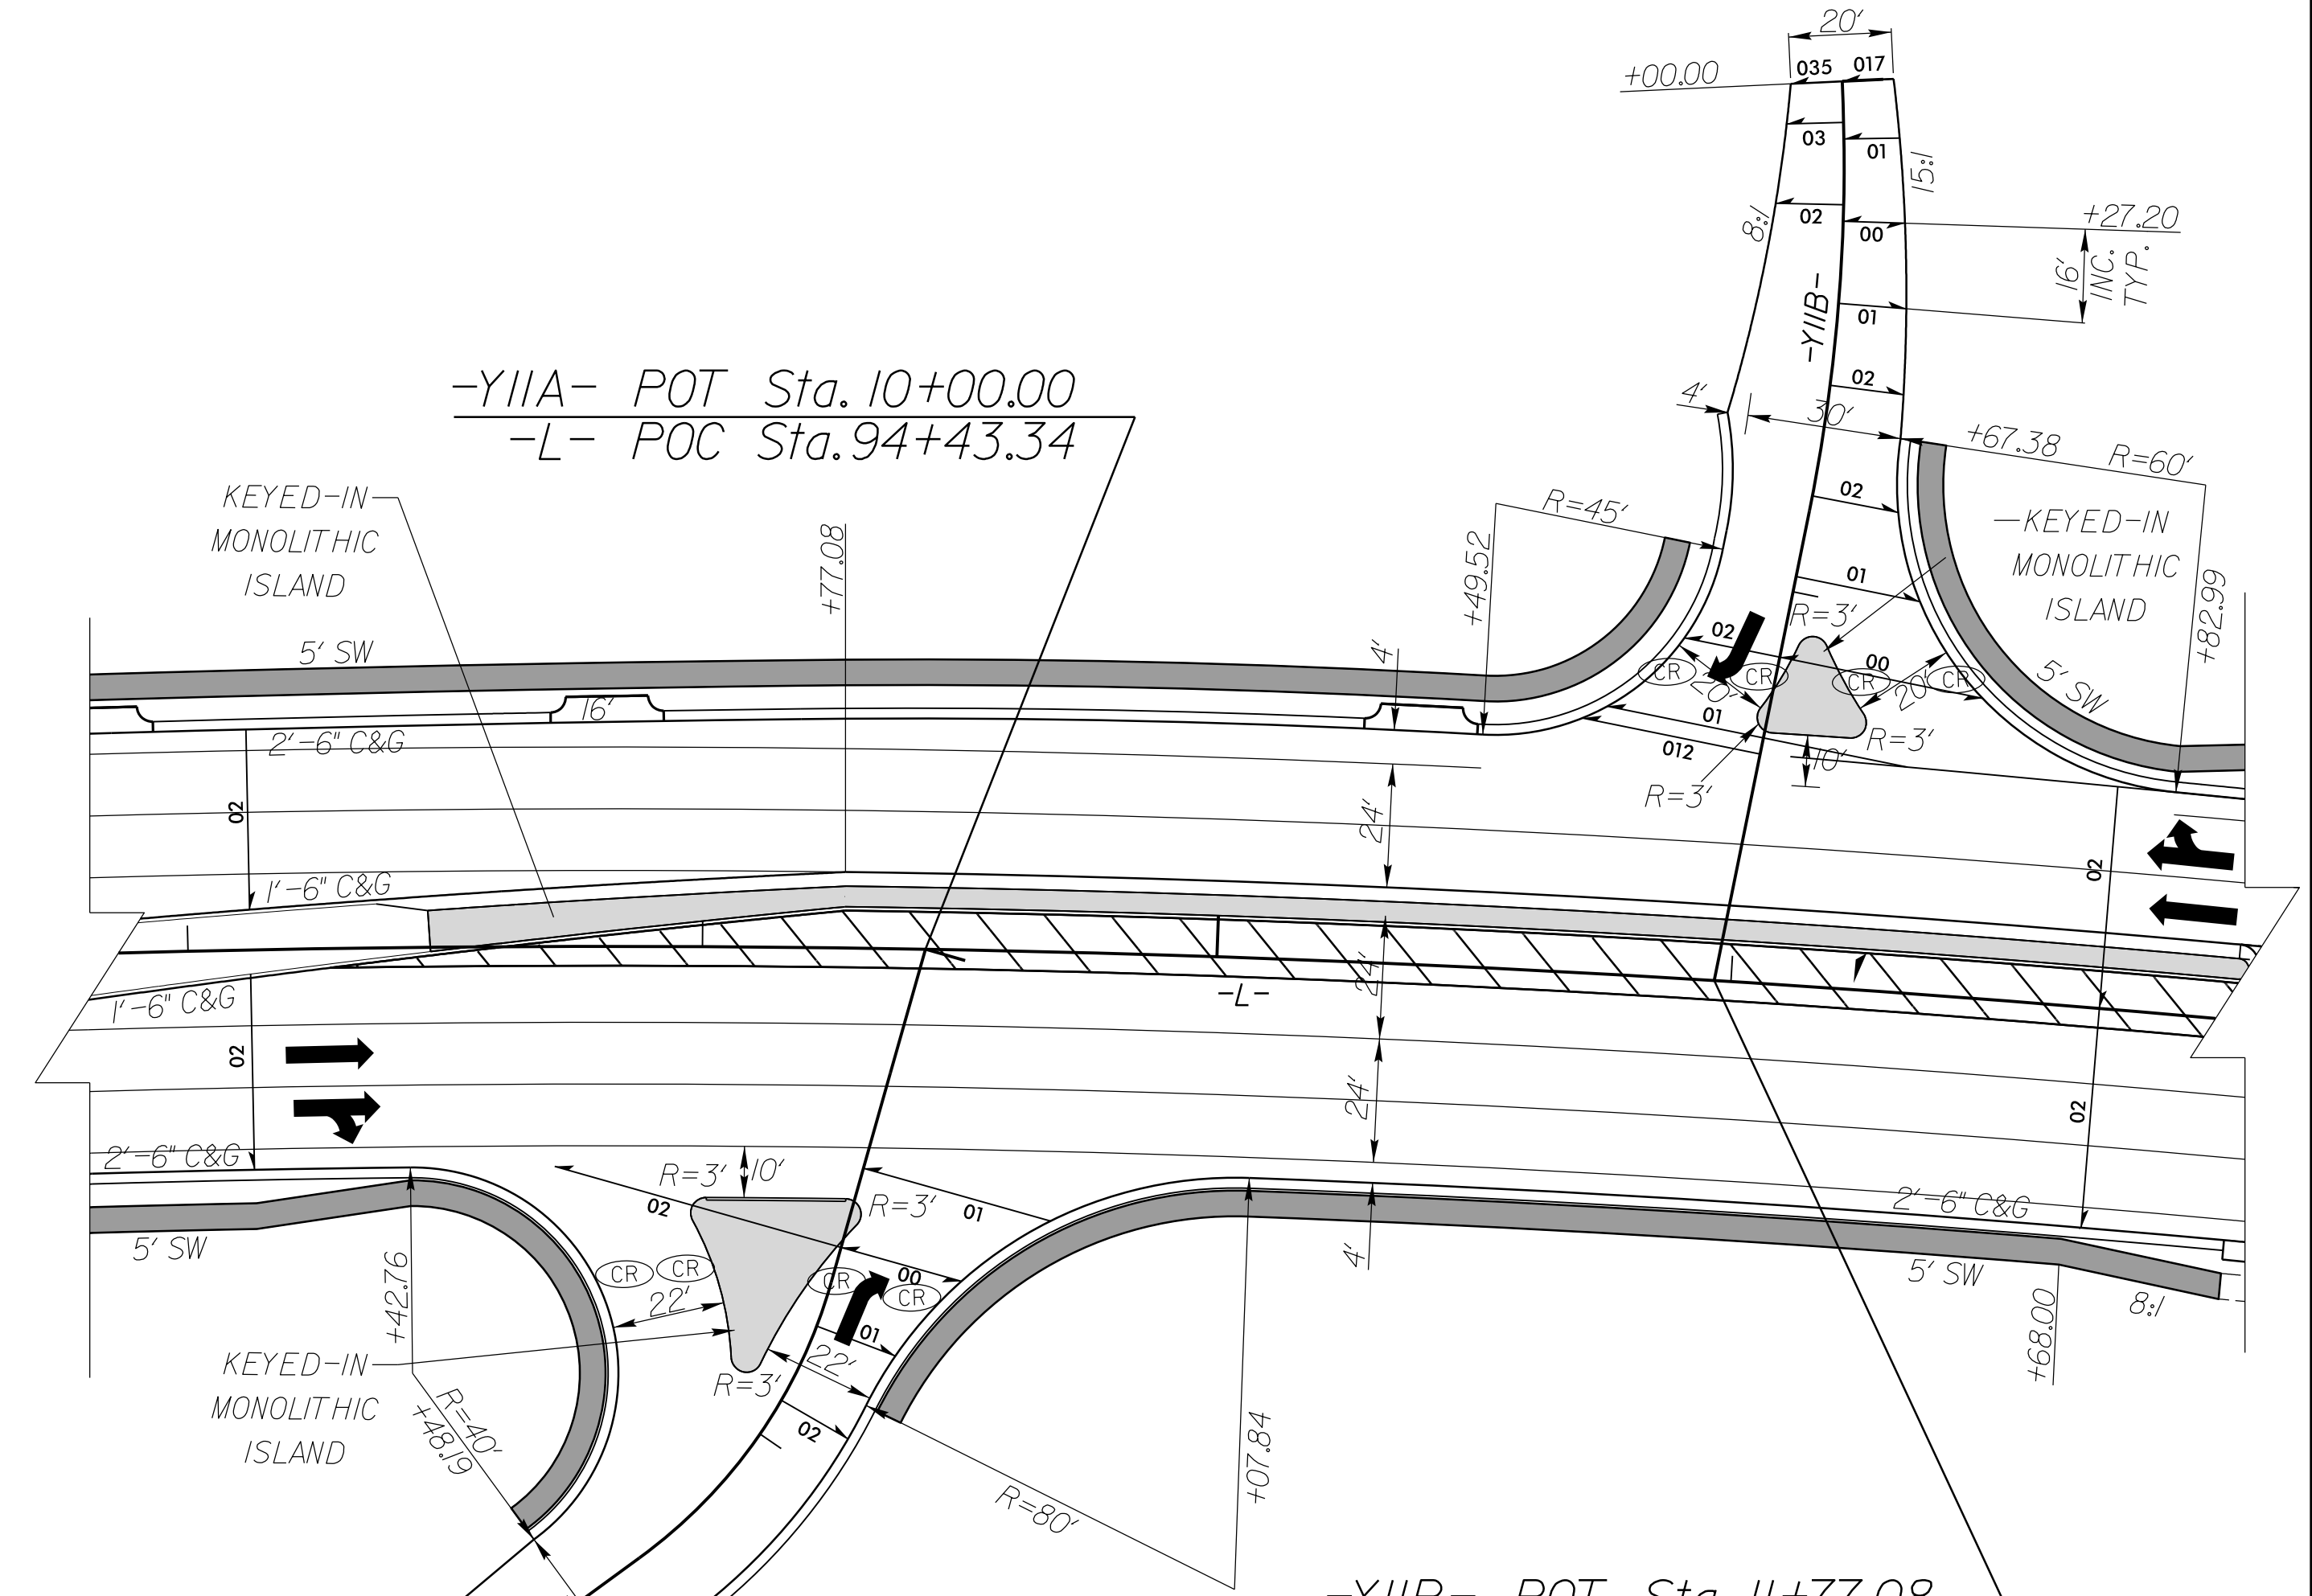 20'
+00.00
035
017
03
01
15:1
8:1
02
00
+27.20
16'
INC.
TYP.
-Y11B-
01
02
4'
30'
+67.38
R=60'
-Y11A- POT Sta. 10+00.00
-L- POC Sta. 94+43.34
KEYED-IN
MONOLITHIC
ISLAND
+77.08
R=45'
+49.52
02
KEYED-IN
MONOLITHIC
ISLAND
01
R=3'
+82.99
5' SW
4'
02
00
CR
CR
CR
CR
20'
20'
5' SW
16'
2'-6" C&G
01
012
R=3'
10'
R=3'
02
24'
02
1'-6" C&G
1'-6" C&G
24'
-L-
02
24'
02
2'-6" C&G
R=3'
10'
R=3'
02
01
2'-6" C&G
5' SW
4'
5' SW
8:1
+68.00
CR
CR
CR
CR
00
22'
01
22'
+42.76
KEYED-IN
MONOLITHIC
ISLAND
R=3'
R=40'
+48.19
02
R=80'
+07.84